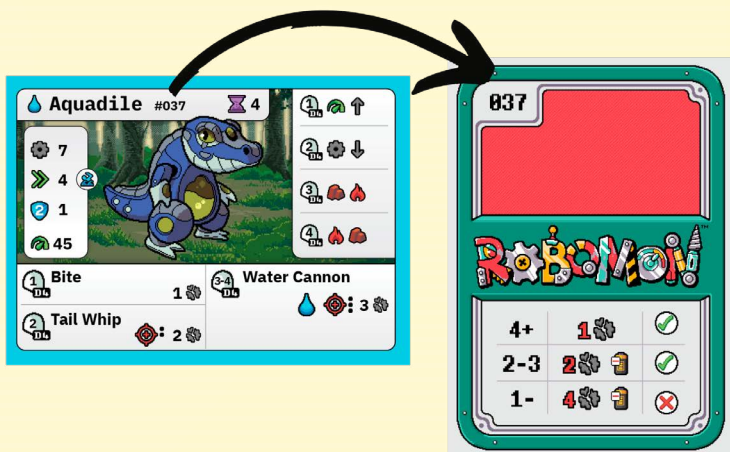 Aquadile #037 4
7
4
2 1
45
1 D4
2 D4
3 D4
4 D4
1 D4 Bite
1
2 D4 Tail Whip
: 2
3-4 D4 Water Cannon
: 3
037
ROBOMON™
4+ 1
2-3 2
1- 4